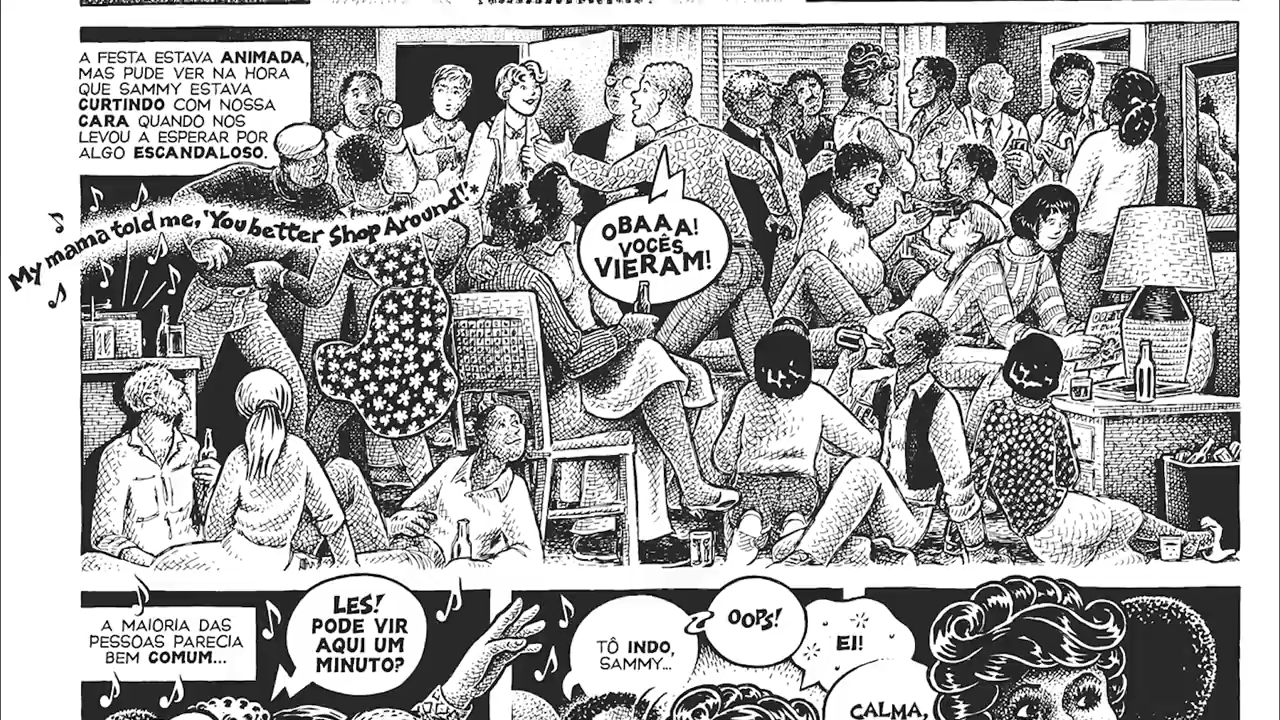 A FESTA ESTAVA ANIMADA,
MAS PUDE VER NA HORA
QUE SAMMY ESTAVA
CURTINDO COM NOSSA
CARA QUANDO NOS
LEVOU A ESPERAR POR
ALGO ESCANDALOSO.
My mama told me, 'You better Shop Around!'*
OBAAA!
VOCÊS
VIERAM!
A MAIORIA DAS
PESSOAS PARECIA
BEM COMUM...
LES!
PODE VIR
AQUI UM
MINUTO?
TÔ INDO,
SAMMY...
OOPS!
EI!
CALMA,